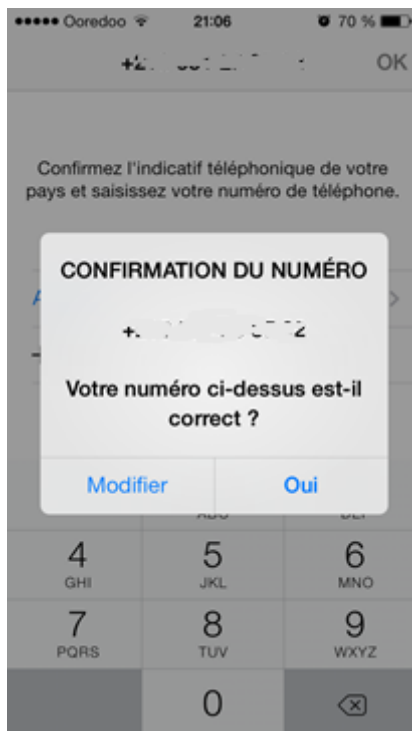 Ooredoo 21:06 70 %
OK
Confirmez l'indicatif téléphonique de votre
pays et saisissez votre numéro de téléphone.
CONFIRMATION DU NUMÉRO
Votre numéro ci-dessus est-il
correct ?
Modifier Oui
4 5 6
GHI JKL MNO
7 8 9
PQRS TUV WXYZ
0